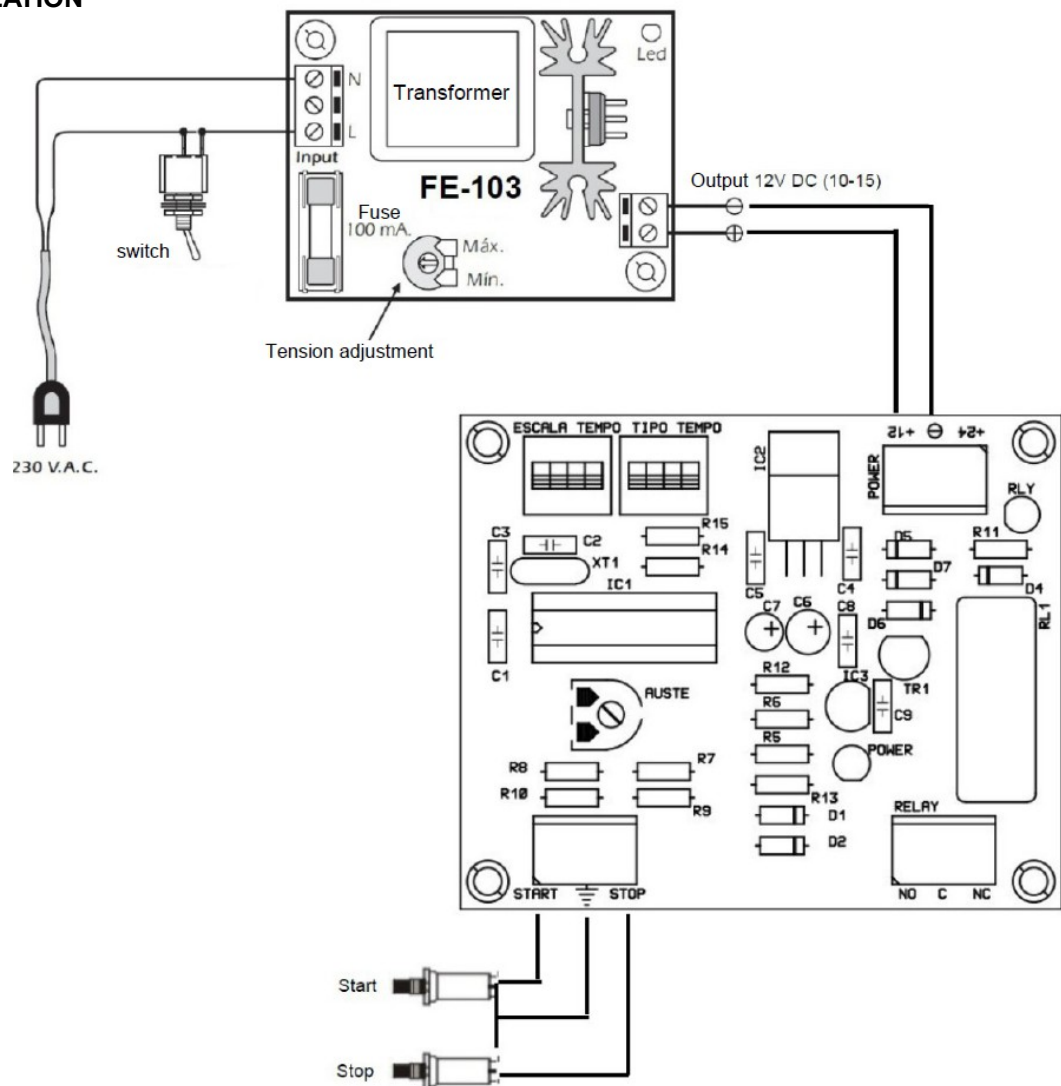 LATION
Led
N
Transformer
L
Input
FE-103
Output 12V DC (10-15)
Fuse
100 mA.
switch
Máx.
Mín.
Tension adjustment
230 V.A.C.
ESCALA TEMPO TIPO TEMPO
+12 +24
IC2
POWER
RLY
R15
C3
C2
D5
R11
R14
XT1
D7
IC1
C5
C4
D4
C7
C6
C8
D6
RL1
C1
R12
IC3
TR1
AUSTE
R6
C9
R5
POWER
R8
R7
R10
R13
R9
RELAY
D1
D2
START STOP
NO C NC
Start
Stop